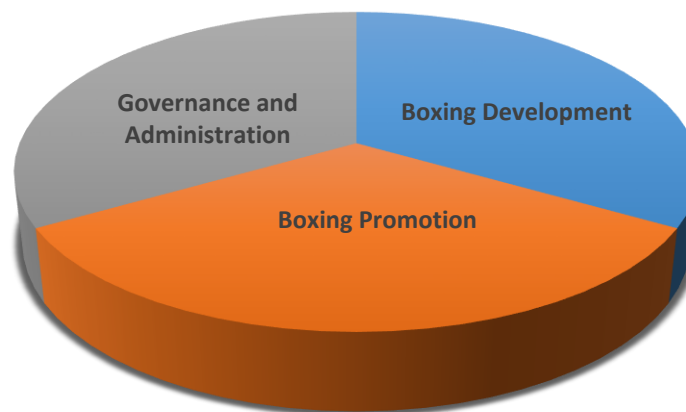 Governance and
Administration
Boxing Development
Boxing Promotion